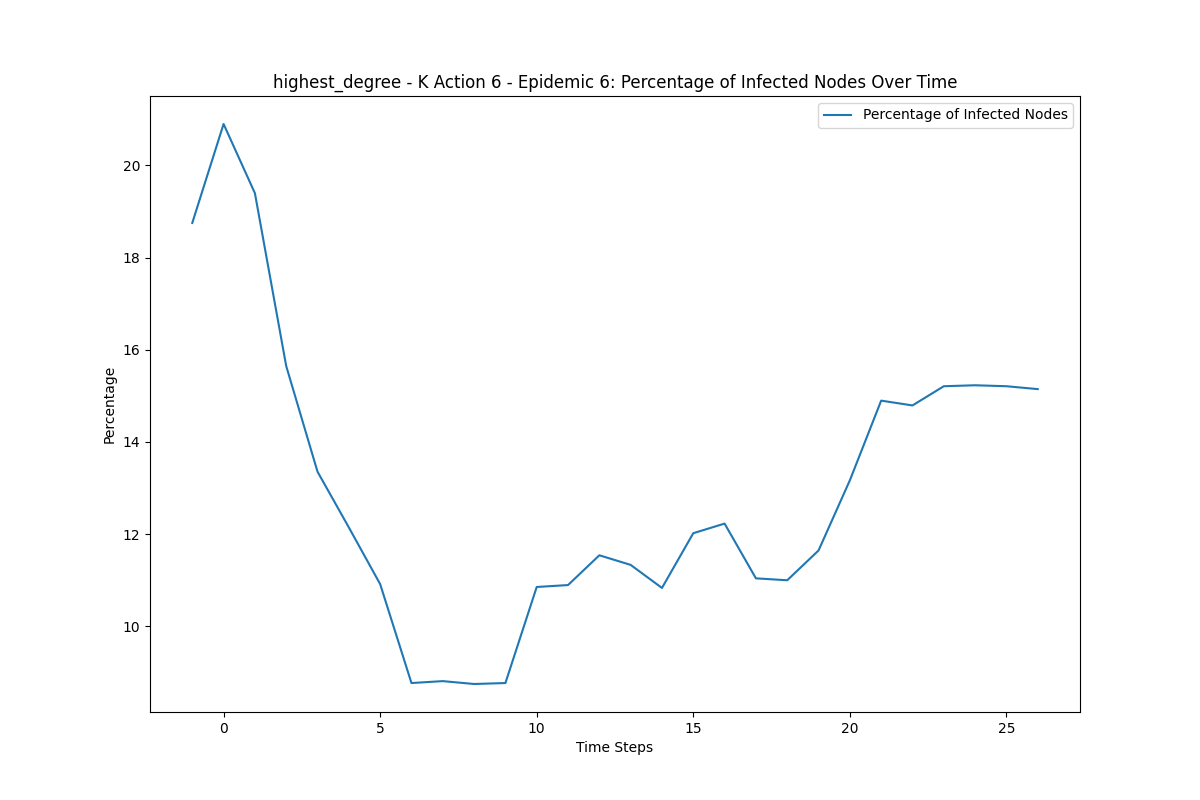 highest_degree - K Action 6 - Epidemic 6: Percentage of Infected Nodes Over Time
Percentage of Infected Nodes
20
18
16
14
12
10
Percentage
0 5 10 15 20 25
Time Steps